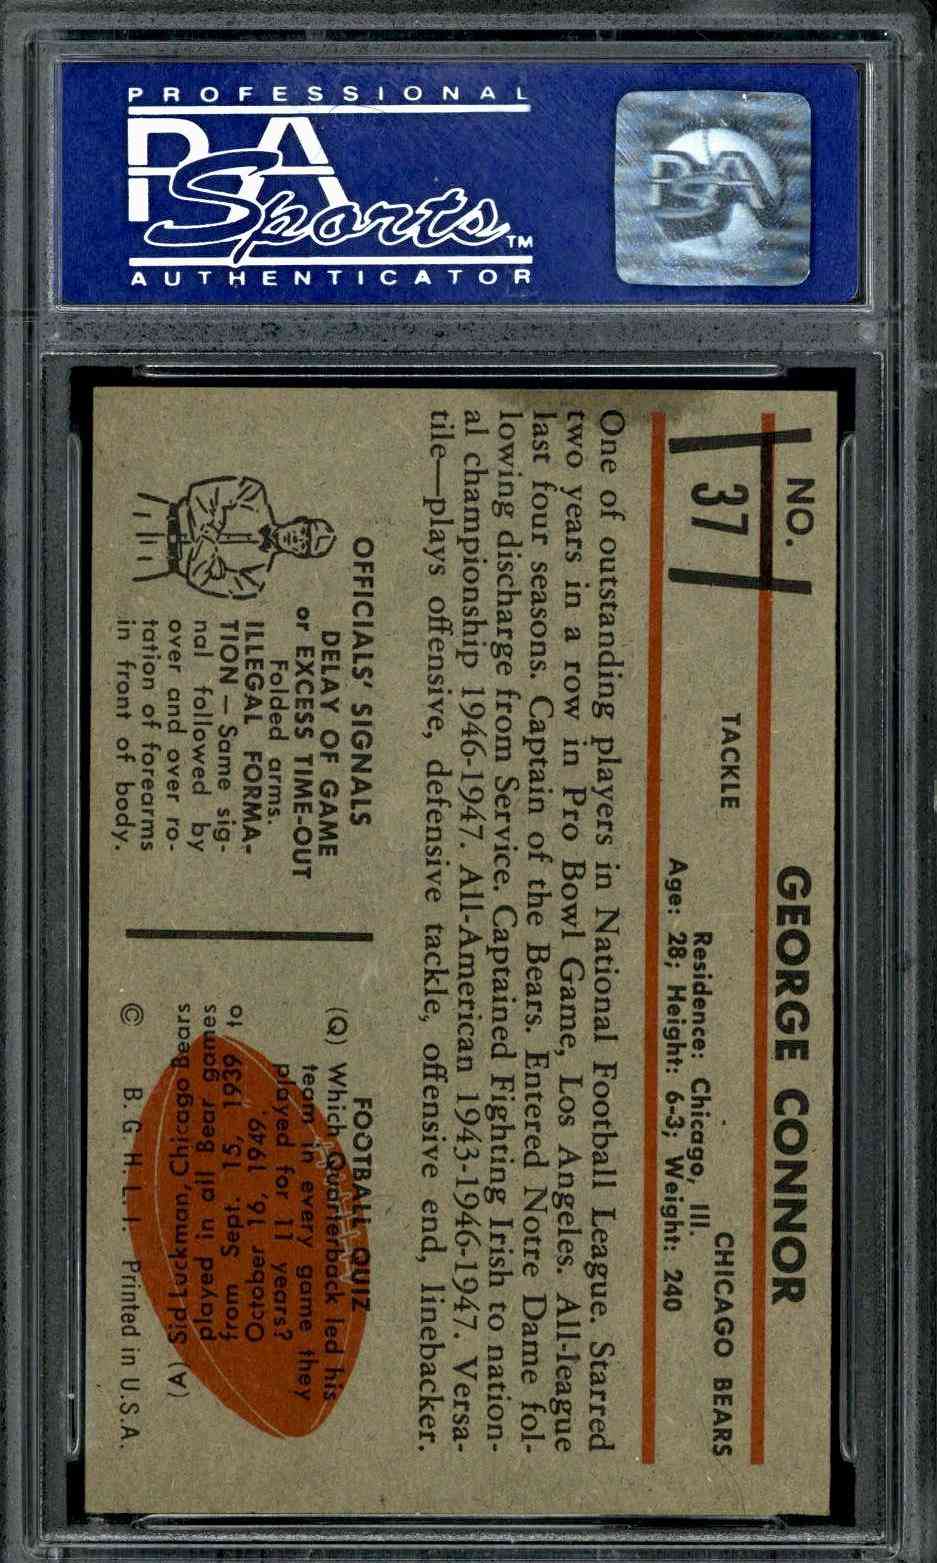 PROFESSIONAL
PSA
Sports™
AUTHENTICATOR
PSA
NO.
37
GEORGE CONNOR
TACKLE
CHICAGO BEARS
Residence: Chicago, Ill.
Age: 28; Height: 6-3; Weight: 240
One of outstanding players in National Football League. Starred
two years in a row in Pro Bowl Game, Los Angeles. All-league
last four seasons. Captain of the Bears. Entered Notre Dame fol-
lowing discharge from Service. Captained Fighting Irish to nation-
al championship 1946-1947. All-American 1943-1946-1947. Versa-
tile—plays offensive, defensive tackle, offensive end, linebacker.
OFFICIALS' SIGNALS
DELAY OF GAME
or EXCESS TIME-OUT
Folded arms.
ILLEGAL FORMA-
TION — Same sig-
nal followed by
over and over ro-
tation of forearms
in front of body.
FOOTBALL QUIZ
(Q) Which Quarterback led his
team in every game they
played for 11 years?
(A)
Sid Luckman, Chicago Bears
played in all Bear games
from Sept. 15, 1939 to
October 16, 1949.
© B. G. H. L. I. Printed in U.S.A.